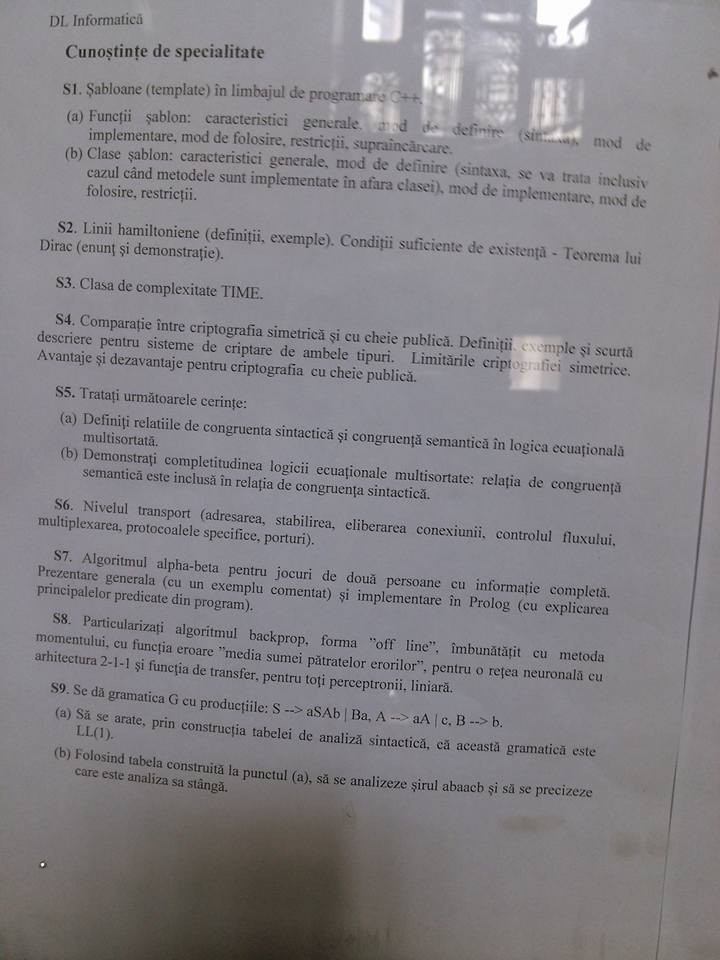 DL Informatică
Cunoștințe de specialitate
S1. Șabloane (template) în limbajul de programare C++.
(a) Funcții șablon: caracteristici generale, mod de definire (sintaxa), mod de
implementare, mod de folosire, restricții, supraîncărcare.
(b) Clase șablon: caracteristici generale, mod de definire (sintaxa, se va trata inclusiv
cazul când metodele sunt implementate în afara clasei), mod de implementare, mod de
folosire, restricții.
S2. Linii hamiltoniene (definiții, exemple). Condiții suficiente de existență - Teorema lui
Dirac (enunț și demonstrație).
S3. Clasa de complexitate TIME.
S4. Comparație între criptografia simetrică și cu cheie publică. Definiții, exemple și scurtă
descriere pentru sisteme de criptare de ambele tipuri. Limitările criptografiei simetrice.
Avantaje și dezavantaje pentru criptografia cu cheie publică.
S5. Tratați următoarele cerințe:
(a) Definiți relatiile de congruenta sintactică și congruență semantică în logica ecuațională
multisortată.
(b) Demonstrați completitudinea logicii ecuaționale multisortate: relația de congruență
semantică este inclusă în relația de congruența sintactică.
S6. Nivelul transport (adresarea, stabilirea, eliberarea conexiunii, controlul fluxului,
multiplexarea, protocoalele specifice, porturi).
S7. Algoritmul alpha-beta pentru jocuri de două persoane cu informație completă.
Prezentare generala (cu un exemplu comentat) și implementare în Prolog (cu explicarea
principalelor predicate din program).
S8. Particularizați algoritmul backprop, forma ”off line”, îmbunătățit cu metoda
momentului, cu funcția eroare ”media sumei pătratelor erorilor”, pentru o rețea neuronală cu
arhitectura 2-1-1 și funcția de transfer, pentru toți perceptronii, liniară.
S9. Se dă gramatica G cu producțiile: S --> aSAb | Ba, A --> aA | c, B --> b.
(a) Să se arate, prin construcția tabelei de analiză sintactică, că această gramatică este
LL(1).
(b) Folosind tabela construită la punctul (a), să se analizeze șirul abaacb și să se precizeze
care este analiza sa stângă.